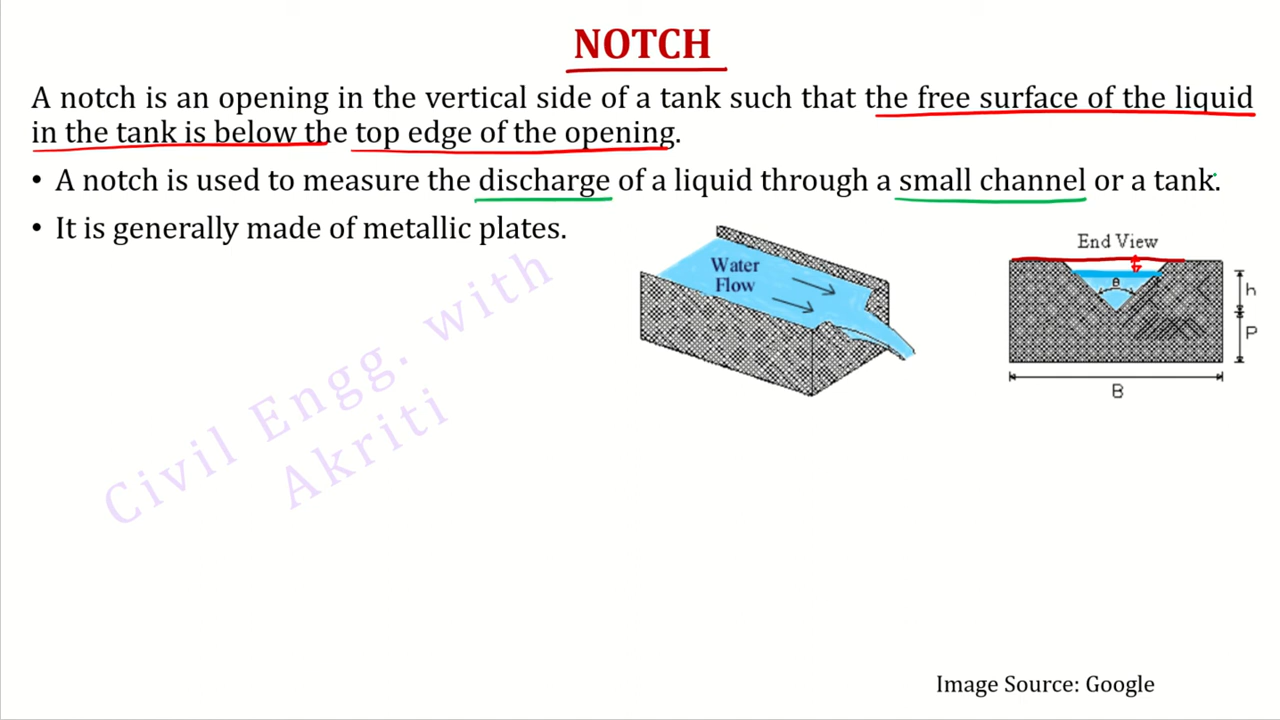 NOTCH
A notch is an opening in the vertical side of a tank such that the free surface of the liquid
in the tank is below the top edge of the opening.
• A notch is used to measure the discharge of a liquid through a small channel or a tank.
• It is generally made of metallic plates.
End View
Water
Flow
θ
h
P
B
Civil Engg. with
Akriti
Image Source: Google